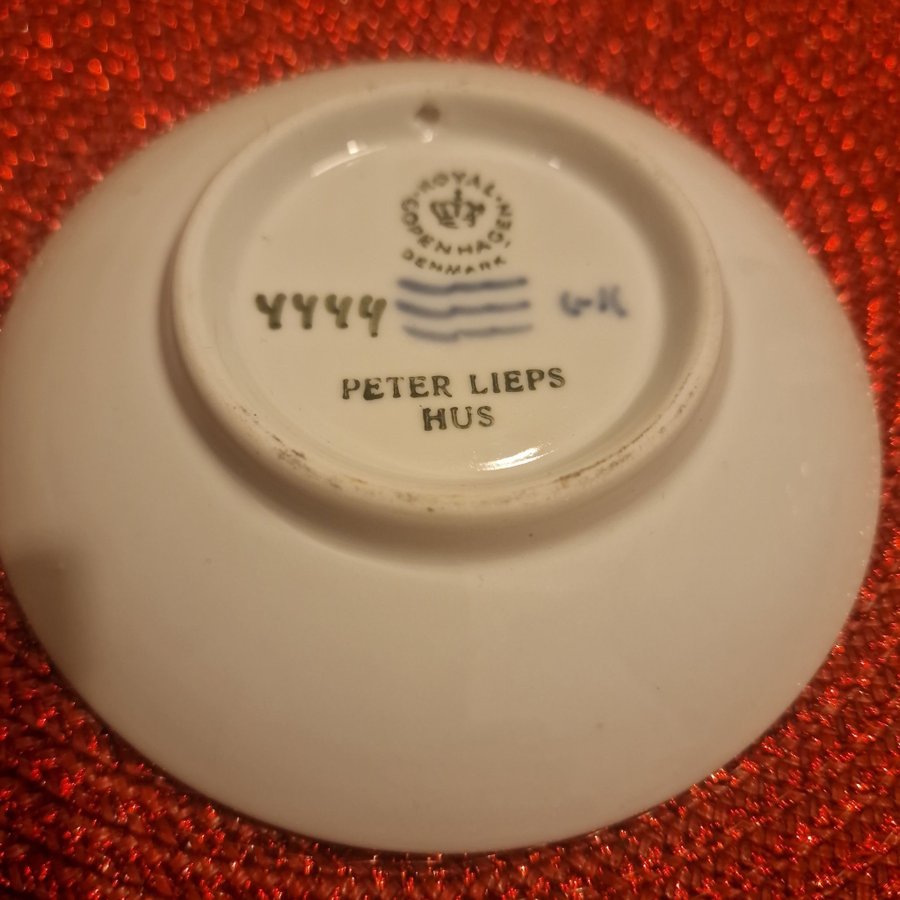 ROYAL
COPENHAGEN
DENMARK
4444
PETER LIEPS
HUS